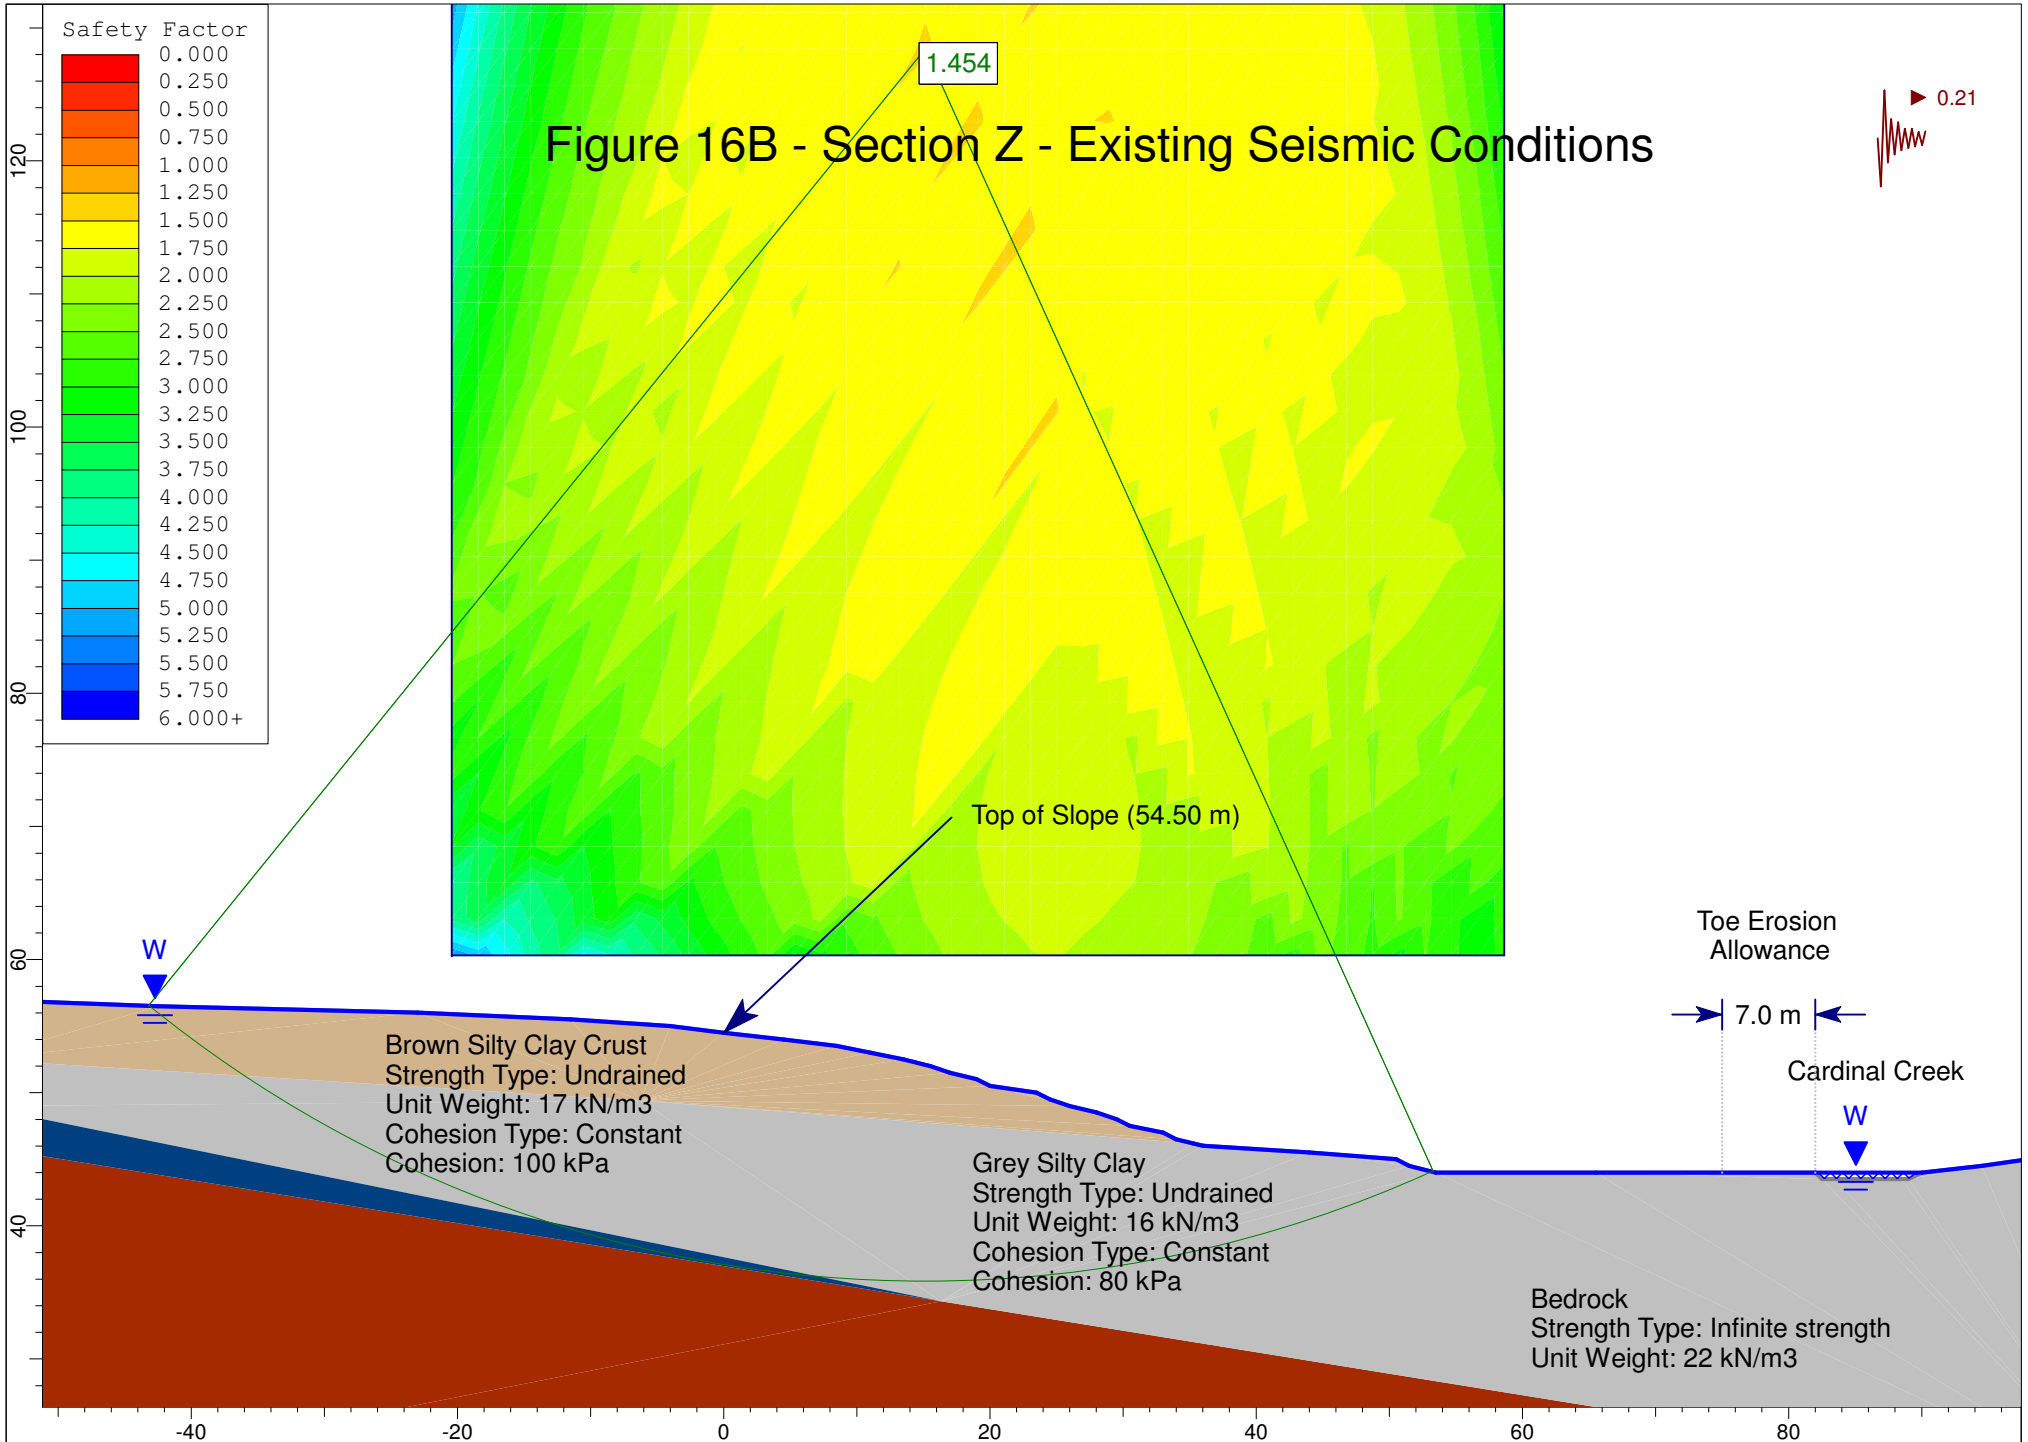 Safety Factor
0.000
0.250
0.500
0.750
1.000
1.250
1.500
1.750
2.000
2.250
2.500
2.750
3.000
3.250
3.500
3.750
4.000
4.250
4.500
4.750
5.000
5.250
5.500
5.750
6.000+
1.454
0.21
Figure 16B - Section Z - Existing Seismic Conditions
Top of Slope (54.50 m)
Toe Erosion
Allowance
7.0 m
Cardinal Creek
W
W
Brown Silty Clay Crust
Strength Type: Undrained
Unit Weight: 17 kN/m3
Cohesion Type: Constant
Cohesion: 100 kPa
Grey Silty Clay
Strength Type: Undrained
Unit Weight: 16 kN/m3
Cohesion Type: Constant
Cohesion: 80 kPa
Bedrock
Strength Type: Infinite strength
Unit Weight: 22 kN/m3
120
100
80
60
40
-40
-20
0
20
40
60
80